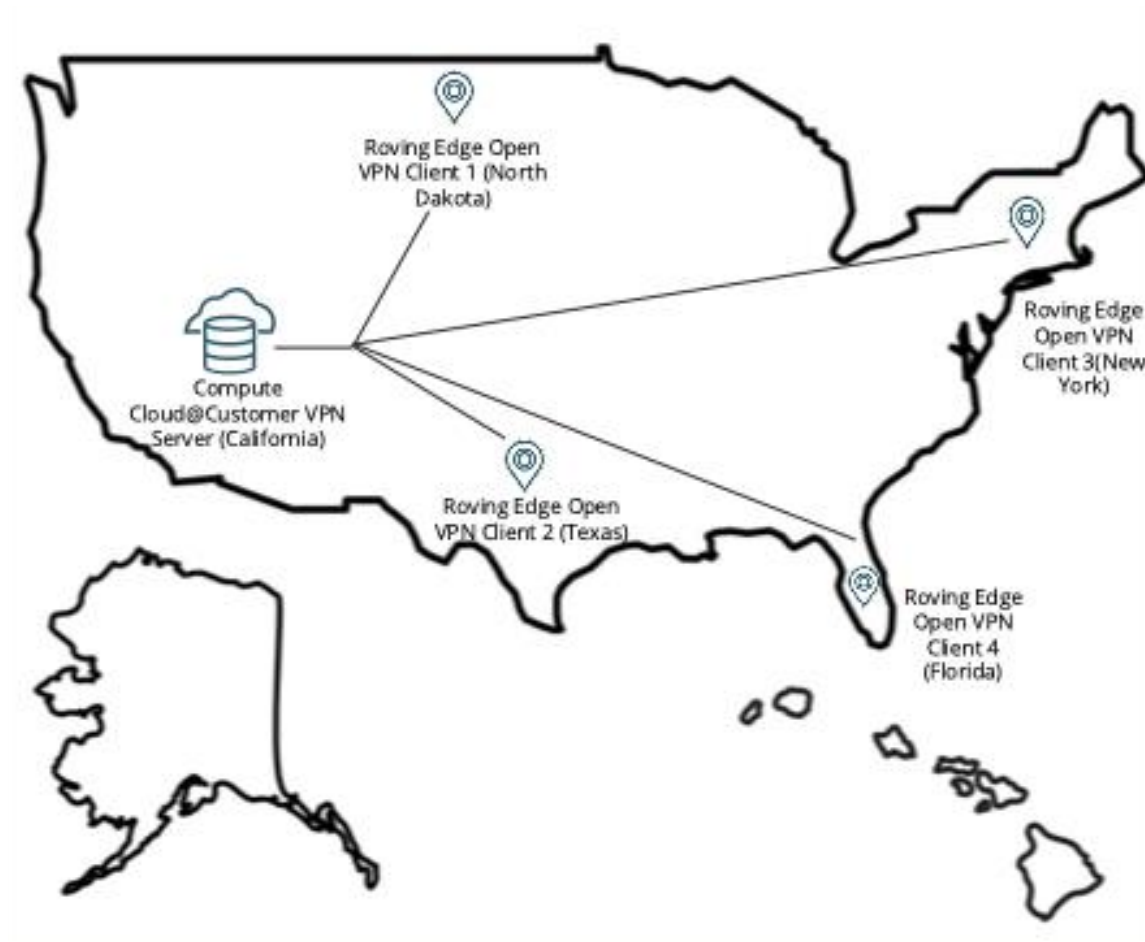 Roving Edge Open
VPN Client 1 (North
Dakota)
Roving Edge
Open VPN
Client 3(New
York)
Compute
Cloud@Customer VPN
Server (California)
Roving Edge Open
VPN Client 2 (Texas)
Roving Edge
Open VPN
Client 4
(Florida)